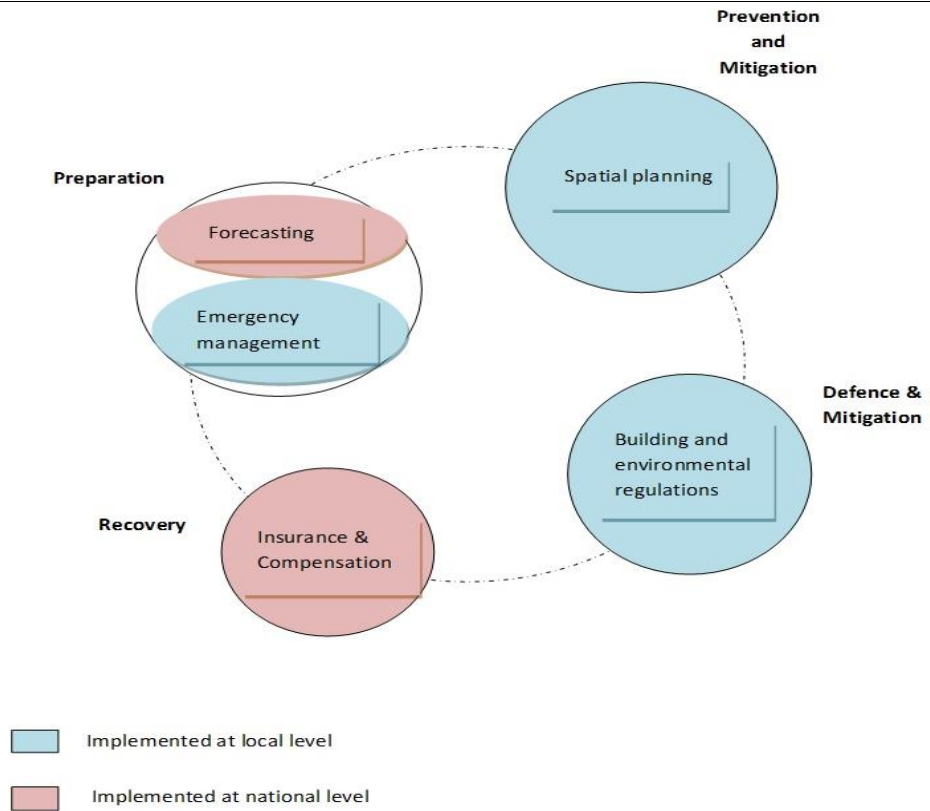 Prevention
and
Mitigation
Spatial planning
Preparation
Forecasting
Emergency
management
Defence &
Mitigation
Building and
environmental
regulations
Recovery
Insurance &
Compensation
Implemented at local level
Implemented at national level